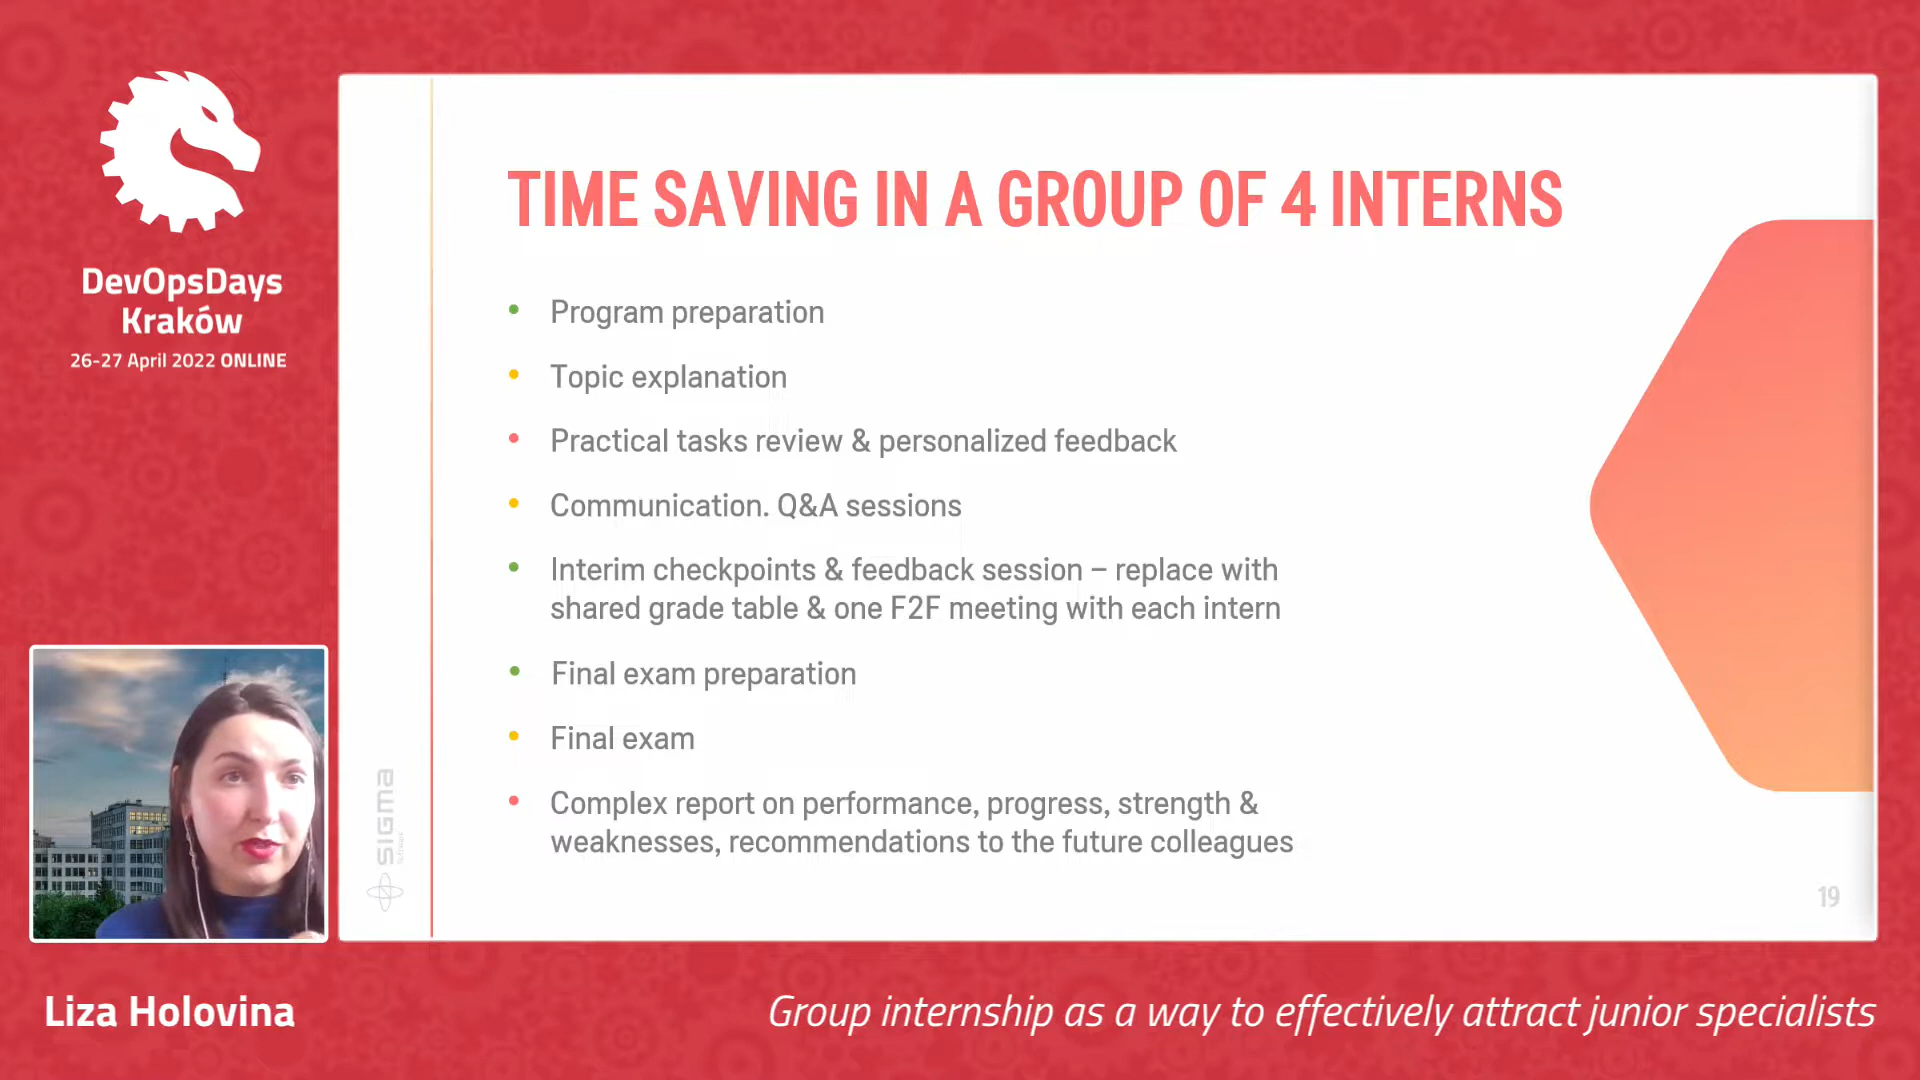 DevOpsDays
Kraków
26-27 April 2022 ONLINE
TIME SAVING IN A GROUP OF 4 INTERNS
Program preparation
Topic explanation
Practical tasks review & personalized feedback
Communication. Q&A sessions
Interim checkpoints & feedback session – replace with
shared grade table & one F2F meeting with each intern
Final exam preparation
Final exam
Complex report on performance, progress, strength &
weaknesses, recommendations to the future colleagues
SIGMA
Software
19
Liza Holovina
Group internship as a way to effectively attract junior specialists